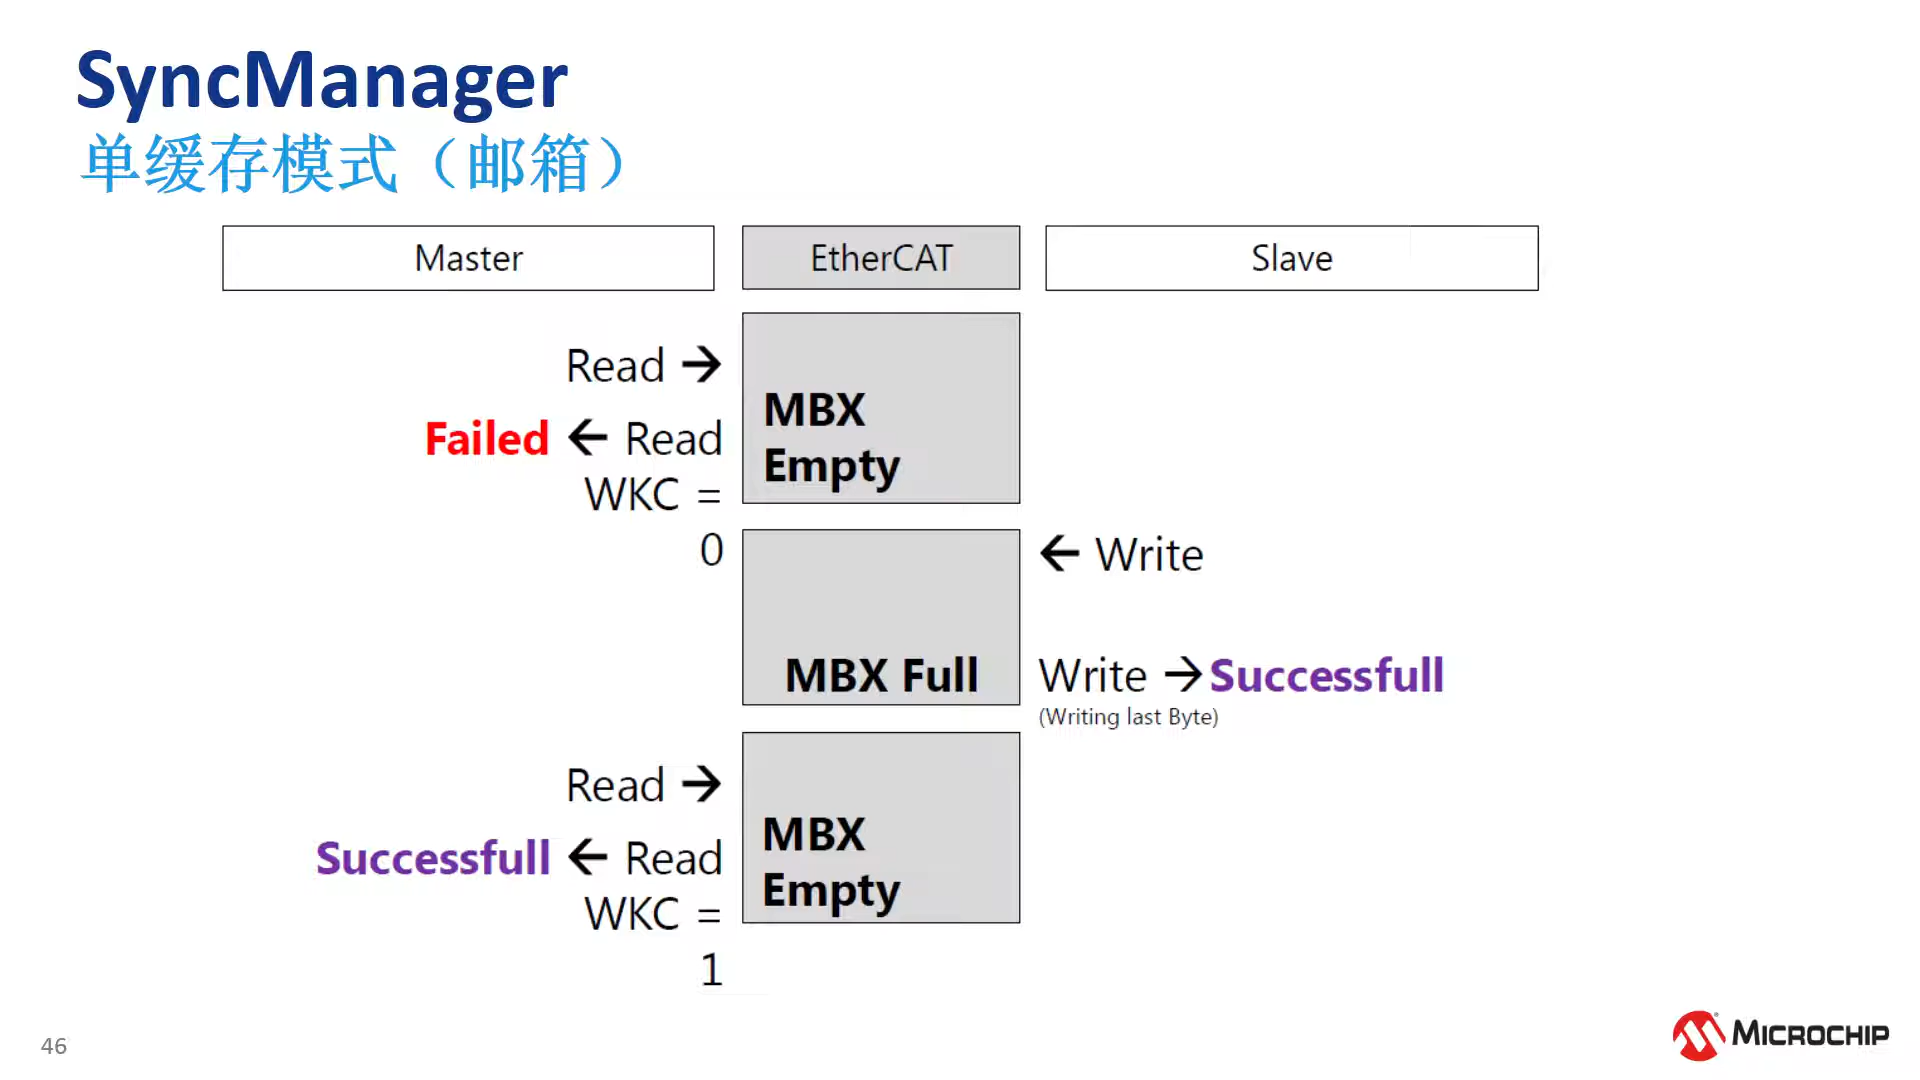 SyncManager
单缓存模式（邮箱）
Master
EtherCAT
Slave
Read →
MBX
Empty
Failed ← Read
WKC =
0
← Write
MBX Full
Write → Successfull
(Writing last Byte)
Read →
MBX
Empty
Successfull ← Read
WKC =
1
46
MICROCHIP